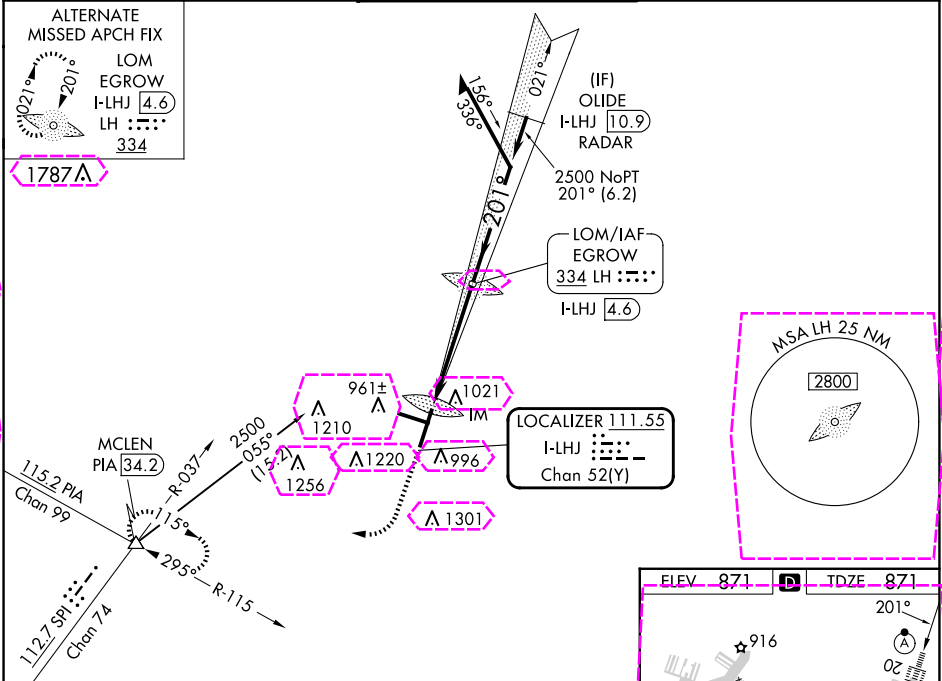 ALTERNATE
MISSED APCH FIX
LOM
EGROW
I-LHJ 4.6
LH
334
021°
201°
1787
156°
336°
021°
(IF)
OLIDE
I-LHJ 10.9
RADAR
2500 NoPT
201° (6.2)
201°
LOM/IAF
EGROW
334 LH
I-LHJ 4.6
MSA LH 25 NM
2800
961±
1210
1021
IM
LOCALIZER 111.55
I-LHJ
Chan 52(Y)
1256
1220
996
1301
MCLEN
PIA 34.2
R-037
2500
055°
(15.2)
115.2 PIA
Chan 99
115°
295°
R-115
112.7 SPI
Chan 74
ELEV 871 D TDZE 871
201°
916
A
20